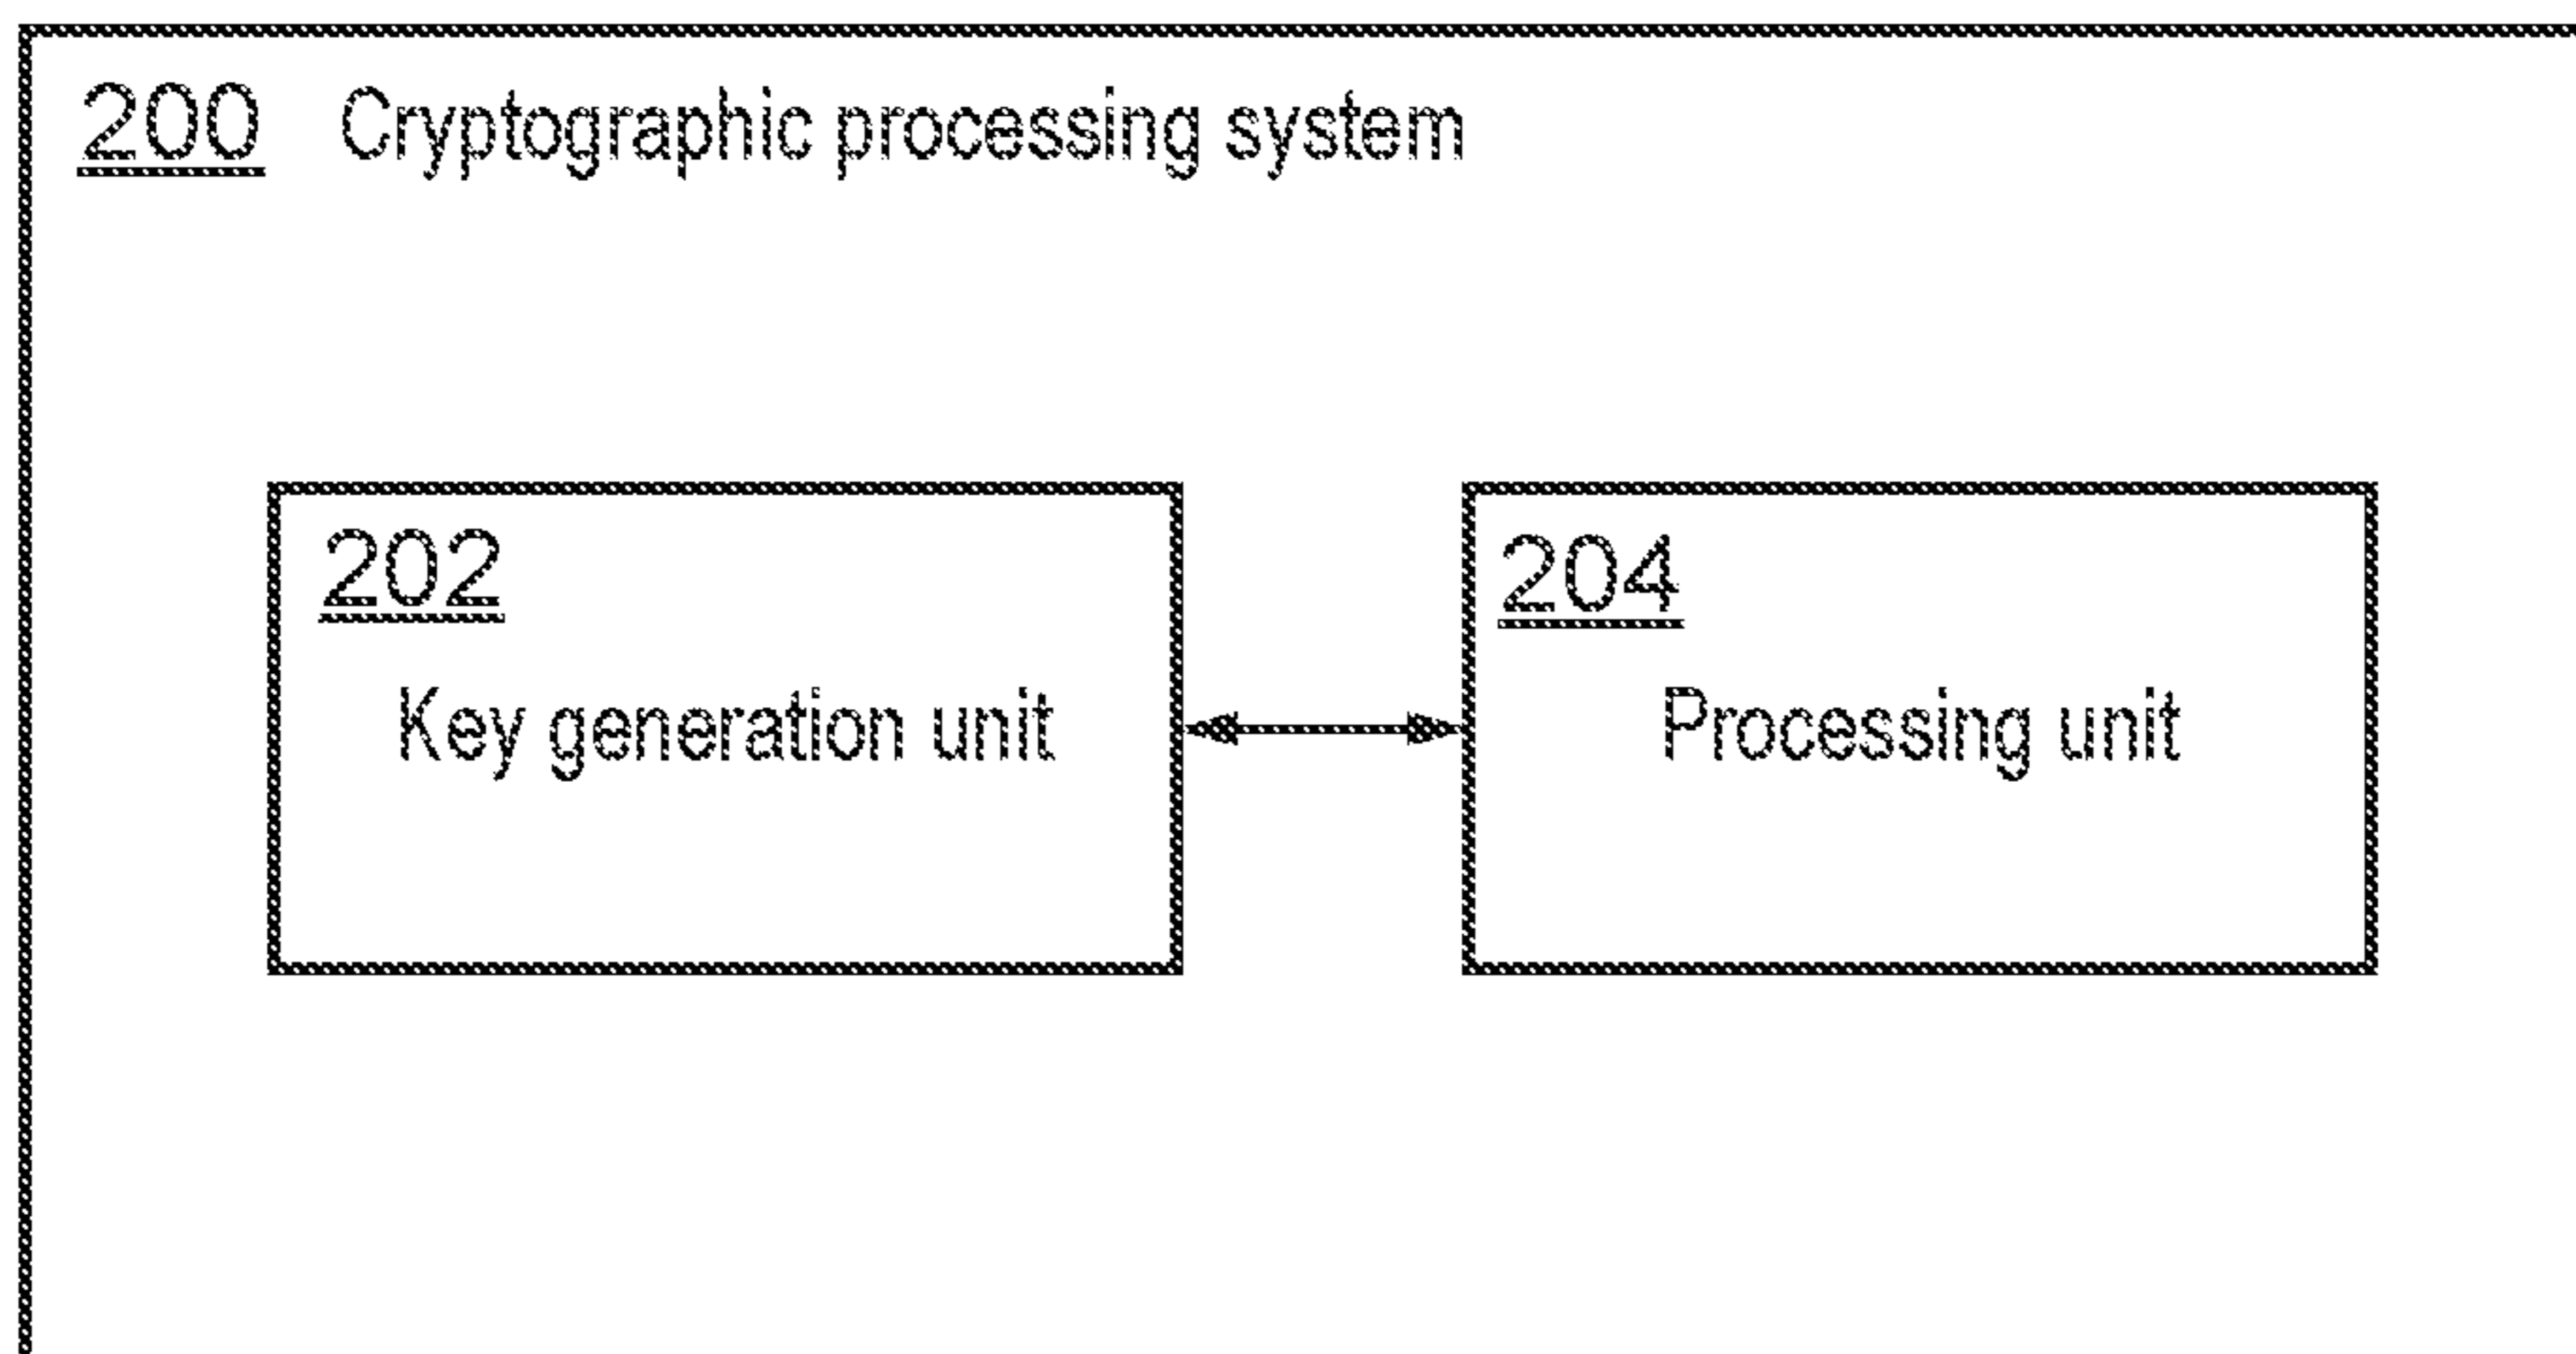 200 Cryptographic processing system
202
Key generation unit
204
Processing unit